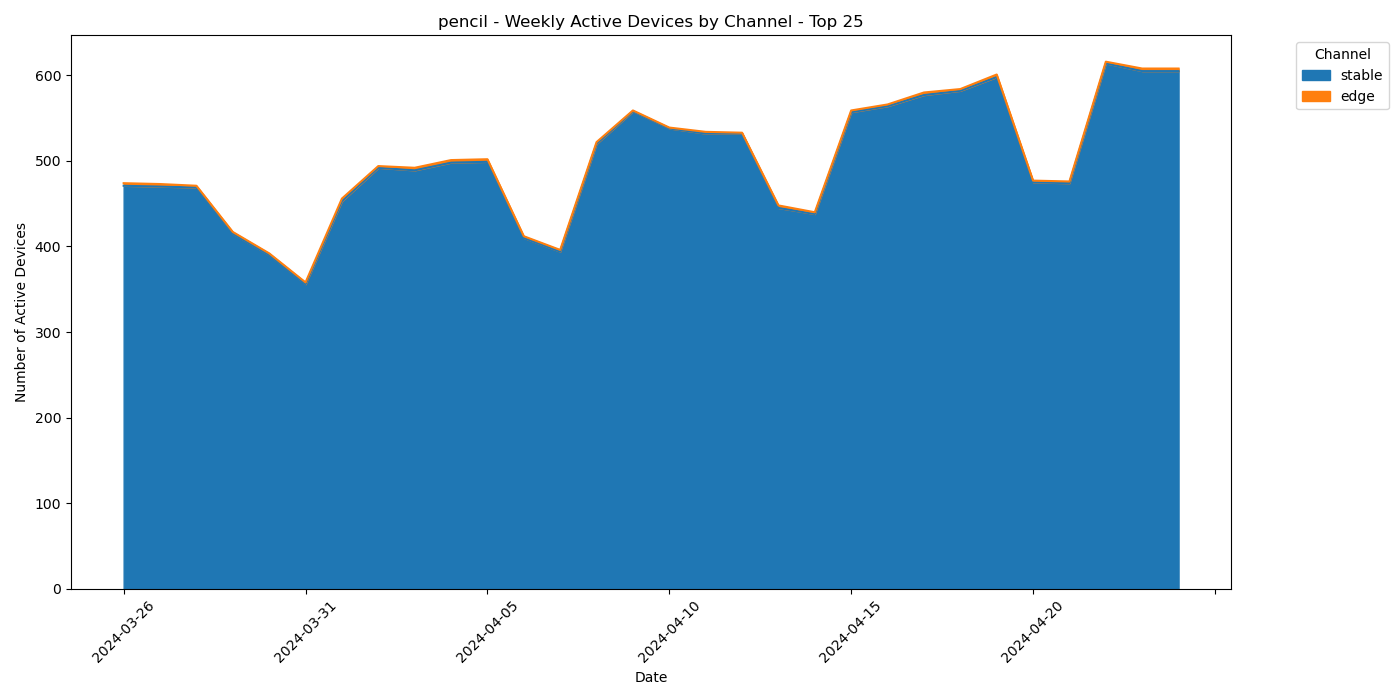 pencil - Weekly Active Devices by Channel - Top 25
Channel
stable
edge
Number of Active Devices
600
500
400
300
200
100
0
2024-03-26
2024-03-31
2024-04-05
2024-04-10
2024-04-15
2024-04-20
Date